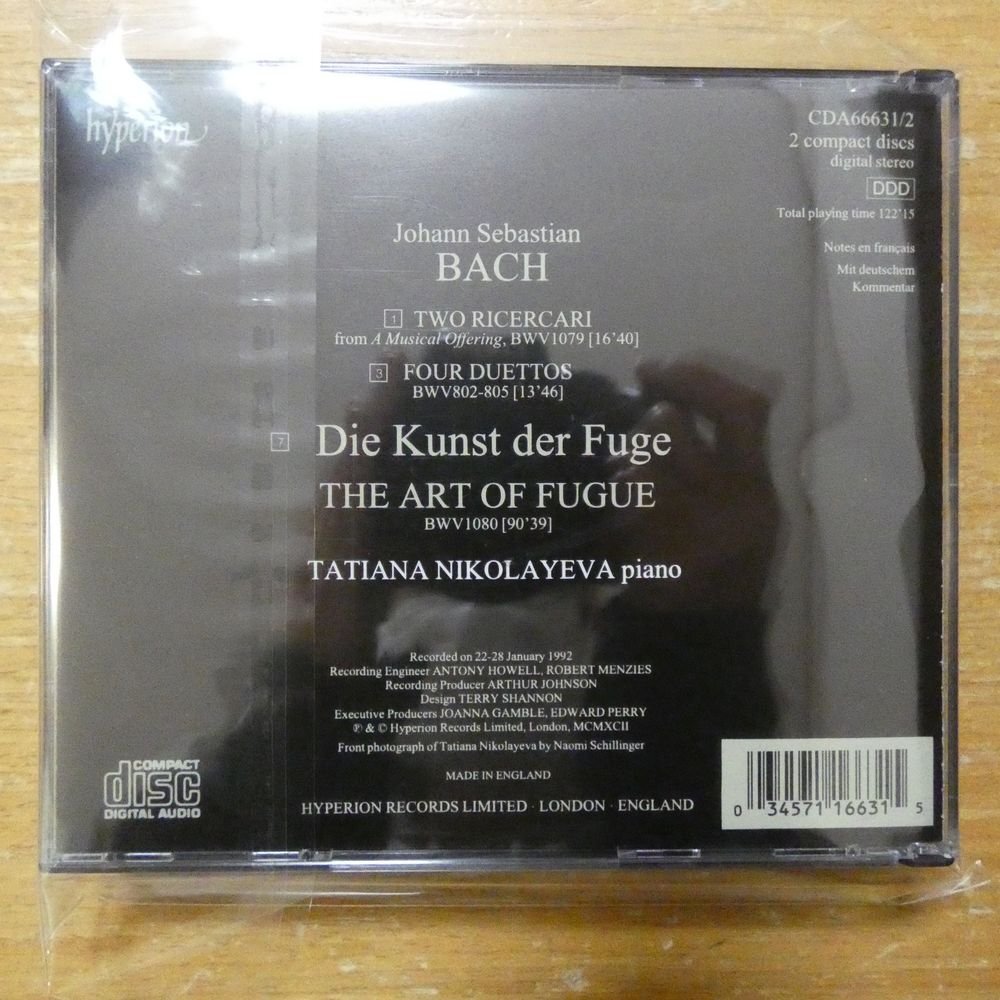 hyperion
CDA66631/2
2 compact discs
digital stereo
DDD
Total playing time 122'15
Notes en français
Mit deutschem
Kommentar
Johann Sebastian
BACH
1 TWO RICERCARI
from A Musical Offering, BWV1079 [16'40]
3 FOUR DUETTOS
BWV802-805 [13'46]
7 Die Kunst der Fuge
THE ART OF FUGUE
BWV1080 [90'39]
TATIANA NIKOLAYEVA piano
Recorded on 22-28 January 1992
Recording Engineer ANTONY HOWELL, ROBERT MENZIES
Recording Producer ARTHUR JOHNSON
Design TERRY SHANNON
Executive Producers JOANNA GAMBLE, EDWARD PERRY
℗ & © Hyperion Records Limited, London, MCMXCII
Front photograph of Tatiana Nikolayeva by Naomi Schillinger
MADE IN ENGLAND
HYPERION RECORDS LIMITED · LONDON · ENGLAND
COMPACT
disc
DIGITAL AUDIO
0 34571 16631 5